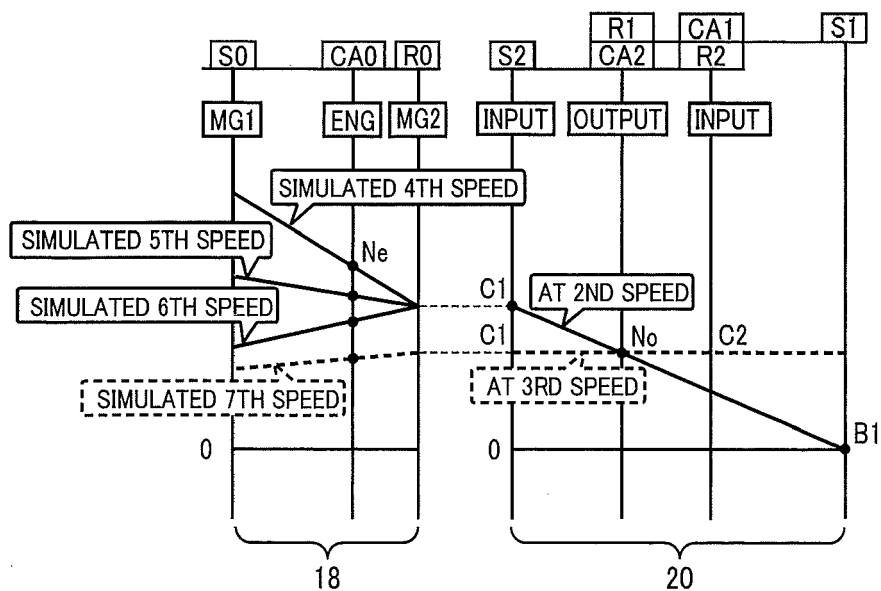 R1 CA1 S1
S0 CA0 R0 S2 CA2 R2
MG1 ENG MG2 INPUT OUTPUT INPUT
SIMULATED 4TH SPEED
SIMULATED 5TH SPEED
Ne
SIMULATED 6TH SPEED
C1
AT 2ND SPEED
C1
No
C2
SIMULATED 7TH SPEED
AT 3RD SPEED
0
0
B1
18
20